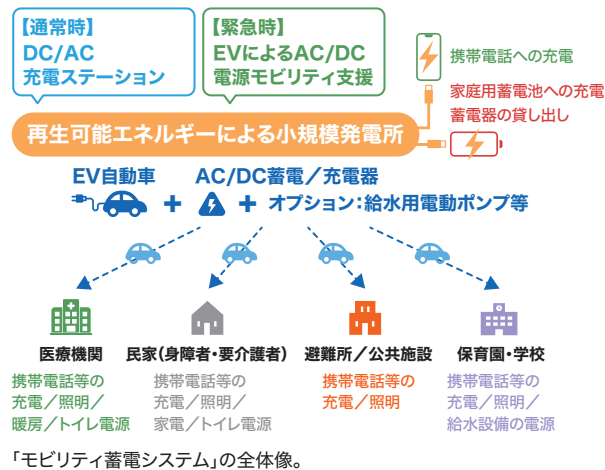 【通常時】
DC/AC
充電ステーション
【緊急時】
EVによるAC/DC
電源モビリティ支援
携帯電話への充電
家庭用蓄電池への充電
蓄電器の貸し出し
再生可能エネルギーによる小規模発電所
EV自動車
AC/DC蓄電／充電器
+
+ オプション：給水用電動ポンプ等
医療機関
携帯電話等の
充電／照明／
暖房／トイレ電源
民家（身障者・要介護者）
携帯電話等の
充電／照明／
家電／トイレ電源
避難所／公共施設
携帯電話等の
充電／照明
保育園・学校
携帯電話等の
充電／照明／
給水設備の電源
「モビリティ蓄電システム」の全体像。